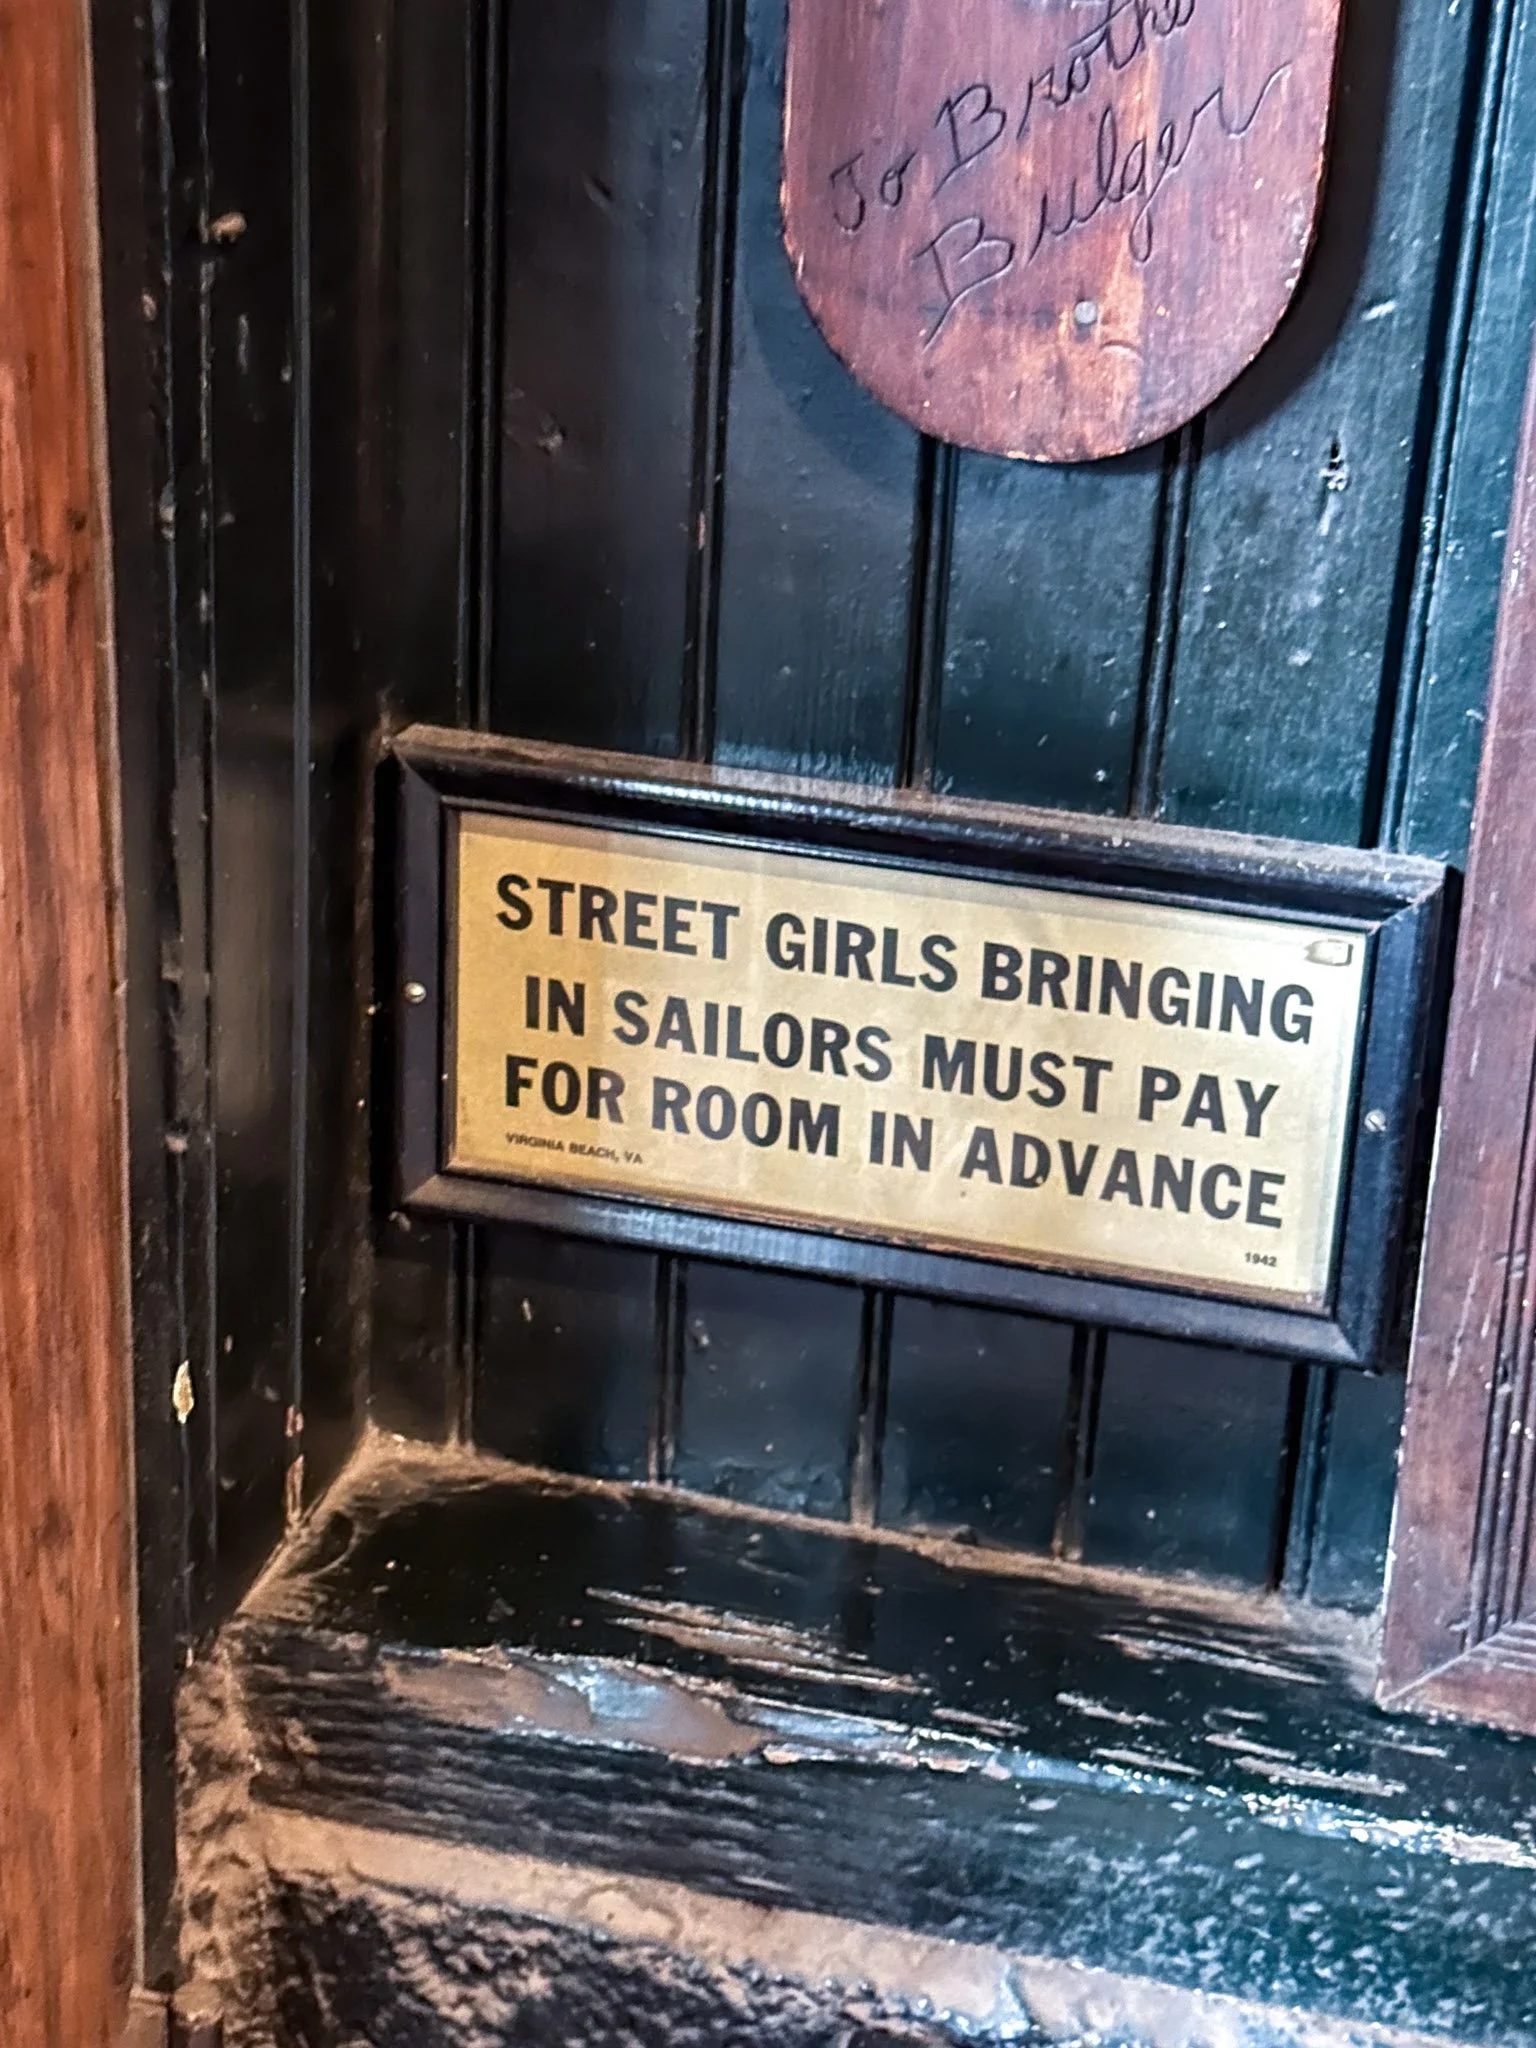 To Brothe
Bulger
STREET GIRLS BRINGING
IN SAILORS MUST PAY
FOR ROOM IN ADVANCE
VIRGINIA BEACH, VA
1942